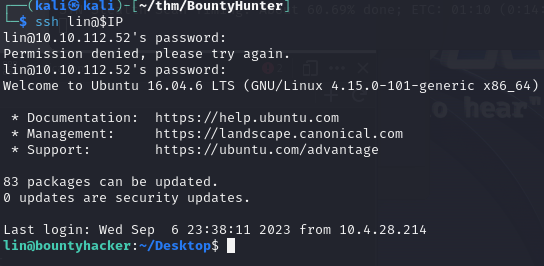 ┌──(kali㉿kali)-[~/thm/BountyHunter]
└─$ ssh lin@$IP
lin@10.10.112.52's password:
Permission denied, please try again.
lin@10.10.112.52's password:
Welcome to Ubuntu 16.04.6 LTS (GNU/Linux 4.15.0-101-generic x86_64)
* Documentation:  https://help.ubuntu.com
* Management:     https://landscape.canonical.com
* Support:        https://ubuntu.com/advantage
83 packages can be updated.
0 updates are security updates.
Last login: Wed Sep  6 23:38:11 2023 from 10.4.28.214
lin@bountyhacker:~/Desktop$